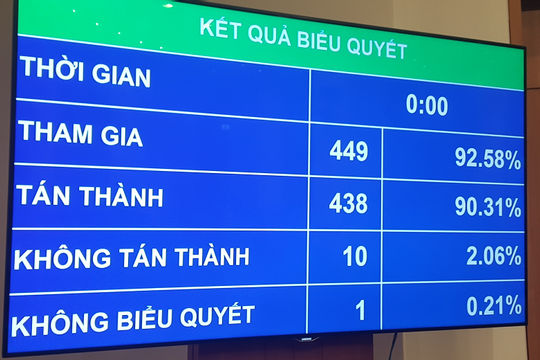 KẾT QUẢ BIỂU QUYẾT
THỜI GIAN 0:00
THAM GIA 449 92.58%
TÁN THÀNH 438 90.31%
KHÔNG TÁN THÀNH 10 2.06%
KHÔNG BIỂU QUYẾT 1 0.21%